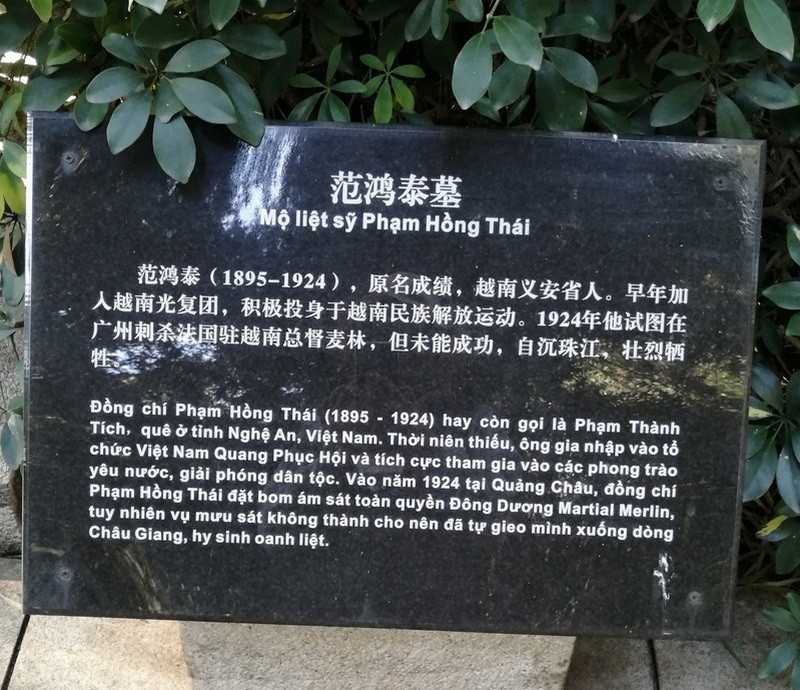 范鸿泰墓
Mộ liệt sỹ Phạm Hồng Thái
范鸿泰（1895-1924），原名成绩，越南义安省人。早年加
入越南光复团，积极投身于越南民族解放运动。1924年他试图在
广州刺杀法国驻越南总督麦林，但未能成功，自沉珠江，壮烈牺
牲。
Đồng chí Phạm Hồng Thái (1895 - 1924) hay còn gọi là Phạm Thành
Tích, quê ở tỉnh Nghệ An, Việt Nam. Thời niên thiếu, ông gia nhập vào tổ
chức Việt Nam Quang Phục Hội và tích cực tham gia vào các phong trào
yêu nước, giải phóng dân tộc. Vào năm 1924 tại Quảng Châu, đồng chí
Phạm Hồng Thái đặt bom ám sát toàn quyền Đông Dương Martial Merlin,
tuy nhiên vụ mưu sát không thành cho nên đã tự gieo mình xuống dòng
Châu Giang, hy sinh oanh liệt.